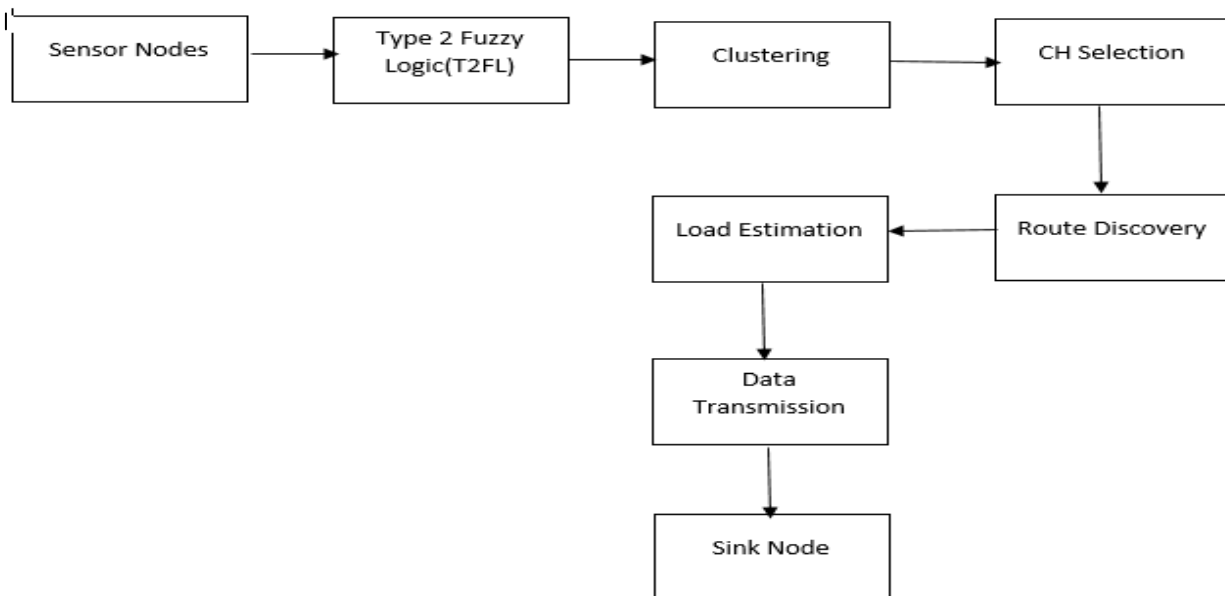 Sensor Nodes
Type 2 Fuzzy
Logic(T2FL)
Clustering
CH Selection
Route Discovery
Load Estimation
Data
Transmission
Sink Node